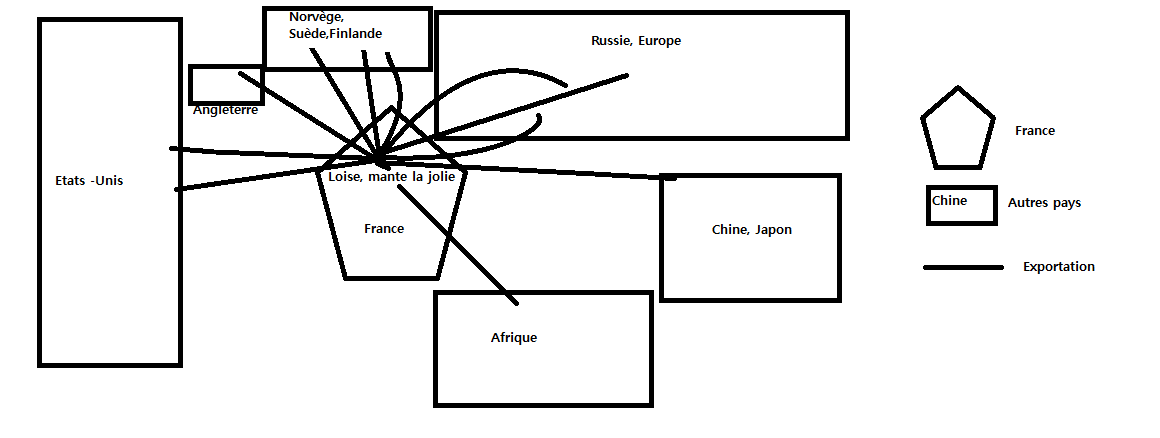 Norvège,
Suède,Finlande
Russie, Europe
Angleterre
Etats -Unis
Loise, mante la jolie
France
Chine, Japon
Afrique
France
Chine
Autres pays
Exportation